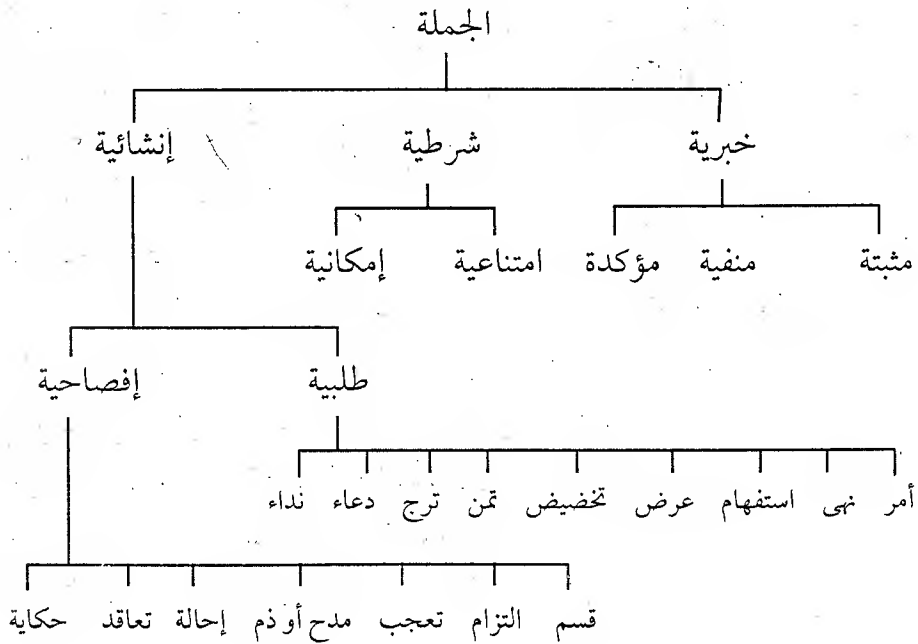 الجملة
خبرية شرطية إنشائية
مثبتة منفية مؤكدة امتناعية إمكانية
طلبية إفصاحية
أمر نهى استفهام عرض تخضيض تمن ترج دعاء نداء
قسم التزام تعجب مدح أو ذم إحالة تعاقد حكاية